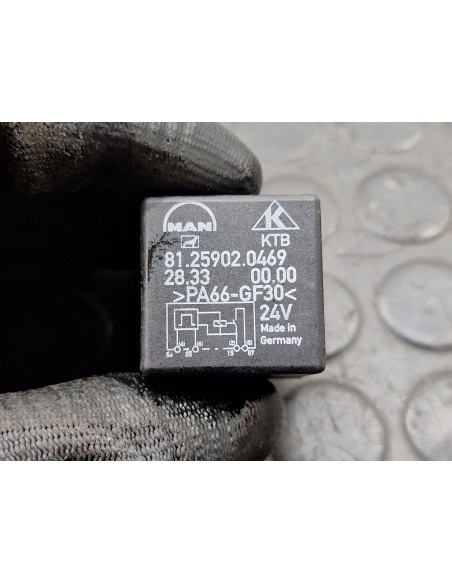 MAN K
KTB
81.25902.0469
28.33 00.00
>PA66-GF30<
24V
Made in
Germany